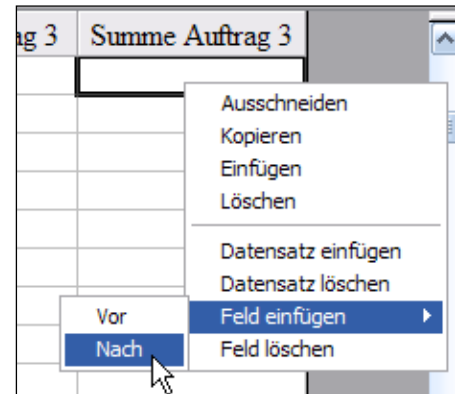 ag 3 Summe Auftrag 3
Ausschneiden
Kopieren
Einfügen
Löschen
Datensatz einfügen
Datensatz löschen
Vor Feld einfügen
Nach Feld löschen